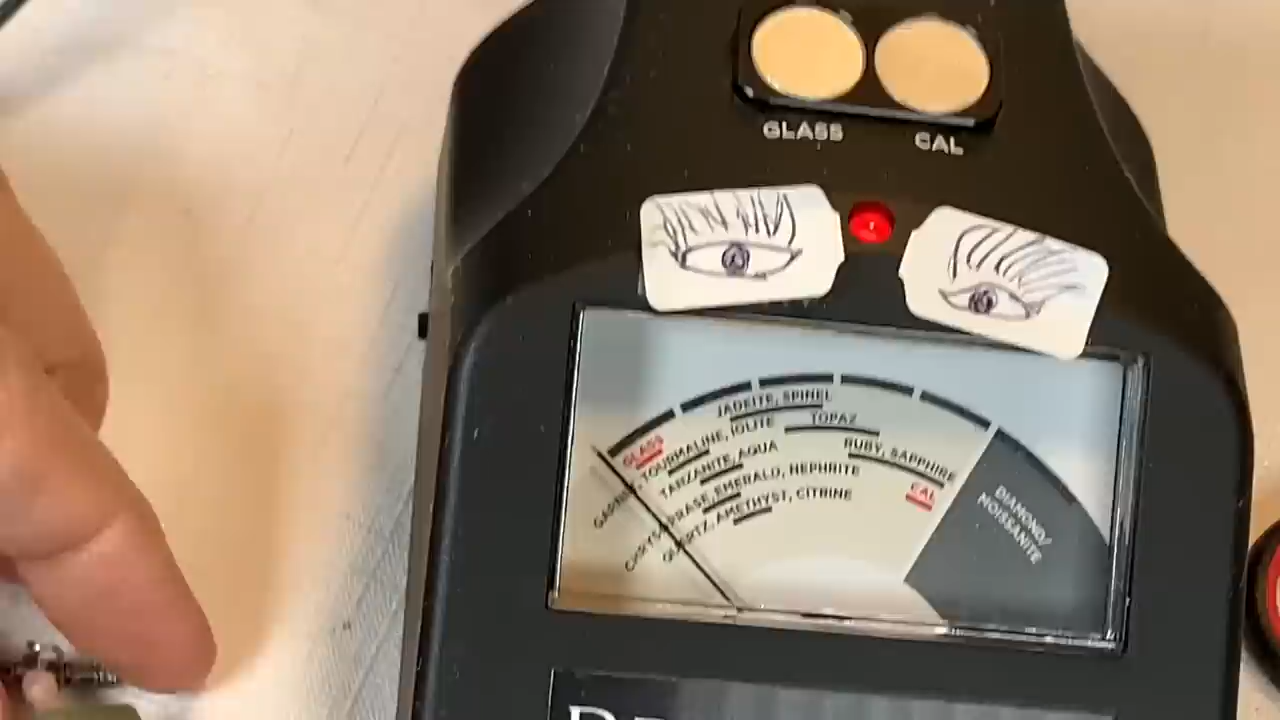 GLASS
CAL
JADEITE, SPINEL
TOPAZ
GLASS
TOURMALINE, IOLITE
RUBY, SAPPHIRE
TANZANITE, AQUA
CAL
EMERALD, NEPHRITE
QUARTZ, AMETHYST, CITRINE
DIAMOND/
MOISSANITE